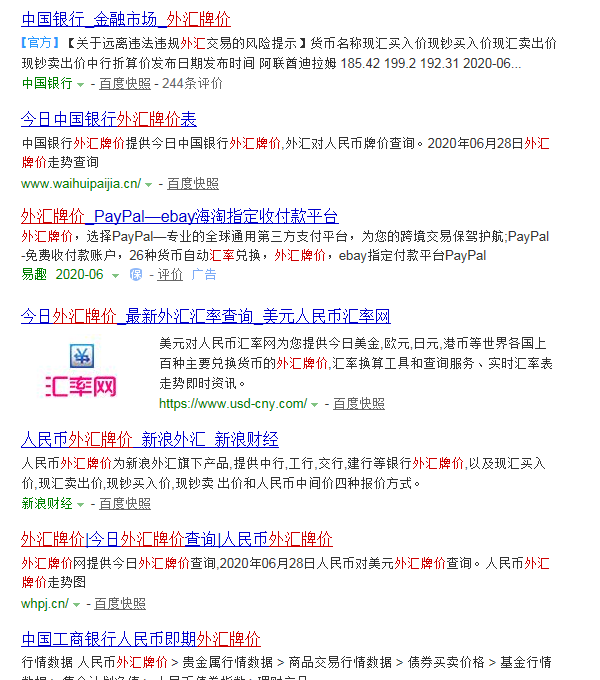 中国银行_金融市场_外汇牌价
【官方】【关于远离违法违规外汇交易的风险提示】货币名称现汇买入价现钞买入价现汇卖出价
现钞卖出价中行折算价发布日期发布时间 阿联酋迪拉姆 185.42 199.2 192.31 2020-06...
中国银行 - 百度快照 - 244条评价
今日中国银行外汇牌价表
中国银行外汇牌价提供今日中国银行外汇牌价,外汇对人民币牌价查询。2020年06月28日外汇
牌价走势查询
www.waihuipaijia.cn/ - 百度快照
外汇牌价_PayPal—ebay海淘指定收付款平台
外汇牌价，选择PayPal—专业的全球通用第三方支付平台，为您的跨境交易保驾护航;PayPal
-免费收付款账户，26种货币自动汇率兑换，外汇牌价，ebay指定付款平台PayPal
易趣 2020-06 保 - 评价 广告
今日外汇牌价_最新外汇汇率查询_美元人民币汇率网
美元对人民币汇率网为您提供今日美金,欧元,日元,港币等世界各国上
百种主要兑换货币的外汇牌价,汇率换算工具和查询服务、实时汇率表
走势即时资讯。
汇率网
https://www.usd-cny.com/ - 百度快照
人民币外汇牌价_新浪外汇_新浪财经
人民币外汇牌价为新浪外汇旗下产品,提供中行,工行,交行,建行等银行外汇牌价,以及现汇买入
价,现汇卖出价,现钞买入价,现钞卖 出价和人民币中间价四种报价方式。
新浪财经 - 百度快照
外汇牌价|今日外汇牌价查询|人民币外汇牌价
外汇牌价网提供今日外汇牌价查询,2020年06月28日人民币对美元外汇牌价查询。人民币外汇
牌价走势图
whpj.cn/ - 百度快照
中国工商银行人民币即期外汇牌价
行情数据 人民币外汇牌价 > 贵金属行情数据 > 商品交易行情数据 > 债券买卖价格 > 基金行情